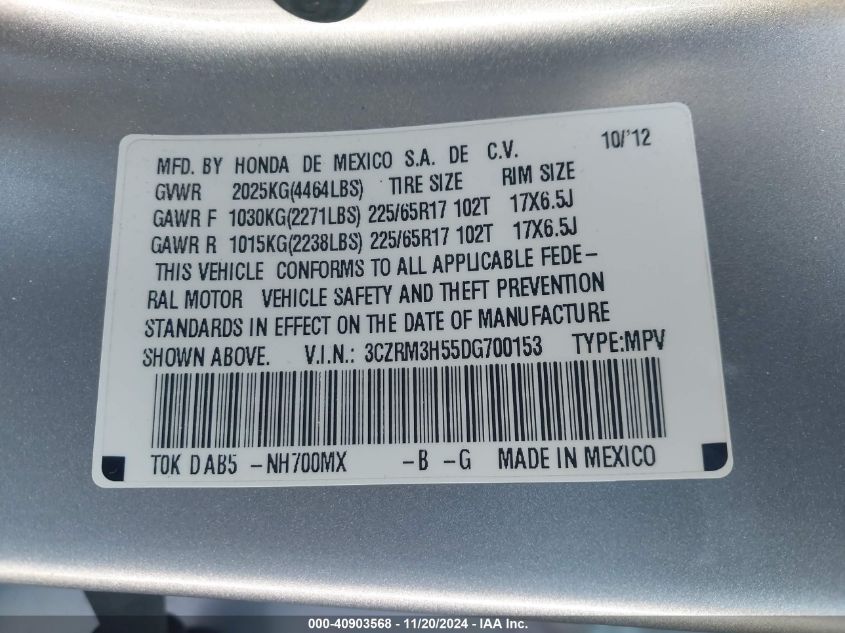 MFD. BY HONDA DE MEXICO S.A. DE C.V. 10/'12
GVWR 2025KG(4464LBS) TIRE SIZE RIM SIZE
GAWR F 1030KG(2271LBS) 225/65R17 102T 17X6.5J
GAWR R 1015KG(2238LBS) 225/65R17 102T 17X6.5J
THIS VEHICLE CONFORMS TO ALL APPLICABLE FEDE-
RAL MOTOR VEHICLE SAFETY AND THEFT PREVENTION
STANDARDS IN EFFECT ON THE DATE OF MANUFACTURE
SHOWN ABOVE. V.I.N.: 3CZRM3H55DG700153 TYPE:MPV
T0K DAB5 -NH700MX -B -G MADE IN MEXICO
000-40903568 - 11/20/2024 - IAA Inc.